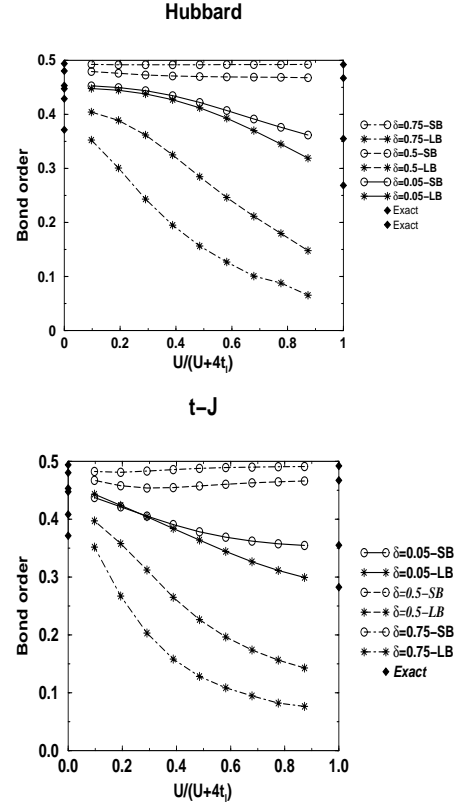 Hubbard
0.5
0.4
0.3
0.2
0.1
0
Bond order
0
0.2
0.4
0.6
0.8
1
U/(U+4tl)
δ=0.75−SB
δ=0.75−LB
δ=0.5−SB
δ=0.5−LB
δ=0.05−SB
δ=0.05−LB
Exact
Exact
t−J
0.5
0.4
0.3
0.2
0.1
0.0
Bond order
0.0
0.2
0.4
0.6
0.8
1.0
U/(U+4tl)
δ=0.05−SB
δ=0.05−LB
δ=0.5−SB
δ=0.5−LB
δ=0.75−SB
δ=0.75−LB
Exact